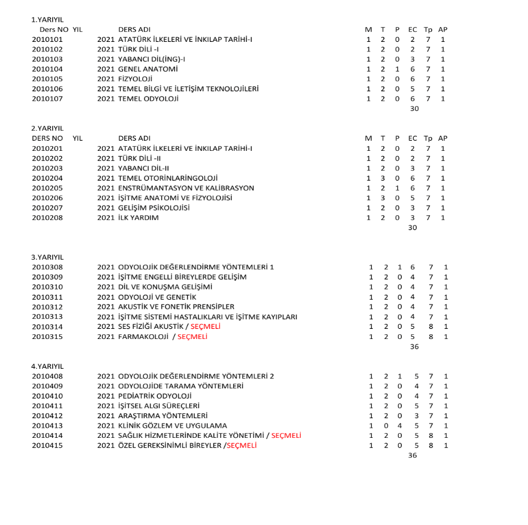 1.YARIYIL
Ders NO YIL DERS ADI M T P EC Tp AP
2010101 2021 ATATÜRK İLKELERİ VE İNKILAP TARİHİ-I 1 2 0 2 7 1
2010102 2021 TÜRK DİLİ -I 1 2 0 2 7 1
2010103 2021 YABANCI DİL(İNG)-I 1 2 0 3 7 1
2010104 2021 GENEL ANATOMİ 1 2 1 6 7 1
2010105 2021 FİZYOLOJİ 1 2 0 6 7 1
2010106 2021 TEMEL BİLGİ VE İLETİŞİM TEKNOLOJİLERİ 1 2 0 5 7 1
2010107 2021 TEMEL ODYOLOJİ 1 2 0 6 7 1
30
2.YARIYIL
DERS NO YIL DERS ADI M T P EC Tp AP
2010201 2021 ATATÜRK İLKELERİ VE İNKILAP TARİHİ-I 1 2 0 2 7 1
2010202 2021 TÜRK DİLİ -II 1 2 0 2 7 1
2010203 2021 YABANCI DİL-II 1 2 0 3 7 1
2010204 2021 TEMEL OTORİNLARİNGOLOJİ 1 3 0 6 7 1
2010205 2021 ENSTRÜMANTASYON VE KALİBRASYON 1 2 1 6 7 1
2010206 2021 İŞİTME ANATOMİ VE FİZYOLOJİSİ 1 3 0 5 7 1
2010207 2021 GELİŞİM PSİKOLOJİSİ 1 2 0 3 7 1
2010208 2021 İLK YARDIM 1 2 0 3 7 1
30
3.YARIYIL
2010308 2021 ODYOLOJİK DEĞERLENDİRME YÖNTEMLERİ 1 1 2 1 6 7 1
2010309 2021 İŞİTME ENGELLİ BİREYLERDE GELİŞİM 1 2 0 4 7 1
2010310 2021 DİL VE KONUŞMA GELİŞİMİ 1 2 0 4 7 1
2010311 2021 ODYOLOJİ VE GENETİK 1 2 0 4 7 1
2010312 2021 AKUSTİK VE FONETİK PRENSİPLER 1 2 0 4 7 1
2010313 2021 İŞİTME SİSTEMİ HASTALIKLARI VE İŞİTME KAYIPLARI 1 2 0 4 7 1
2010314 2021 SES FİZİĞİ AKUSTİK / SEÇMELİ 1 2 0 5 8 1
2010315 2021 FARMAKOLOJİ / SEÇMELİ 1 2 0 5 8 1
36
4.YARIYIL
2010408 2021 ODYOLOJİK DEĞERLENDİRME YÖNTEMLERİ 2 1 2 1 5 7 1
2010409 2021 ODYOLOJİDE TARAMA YÖNTEMLERİ 1 2 0 4 7 1
2010410 2021 PEDİATRİK ODYOLOJİ 1 2 0 4 7 1
2010411 2021 İŞİTSEL ALGI SÜREÇLERİ 1 2 0 5 7 1
2010412 2021 ARAŞTIRMA YÖNTEMLERİ 1 2 0 3 7 1
2010413 2021 KLİNİK GÖZLEM VE UYGULAMA 1 0 4 5 7 1
2010414 2021 SAĞLIK HİZMETLERİNDE KALİTE YÖNETİMİ / SEÇMELİ 1 2 0 5 8 1
2010415 2021 ÖZEL GEREKSİNİMLİ BİREYLER /SEÇMELİ 1 2 0 5 8 1
36